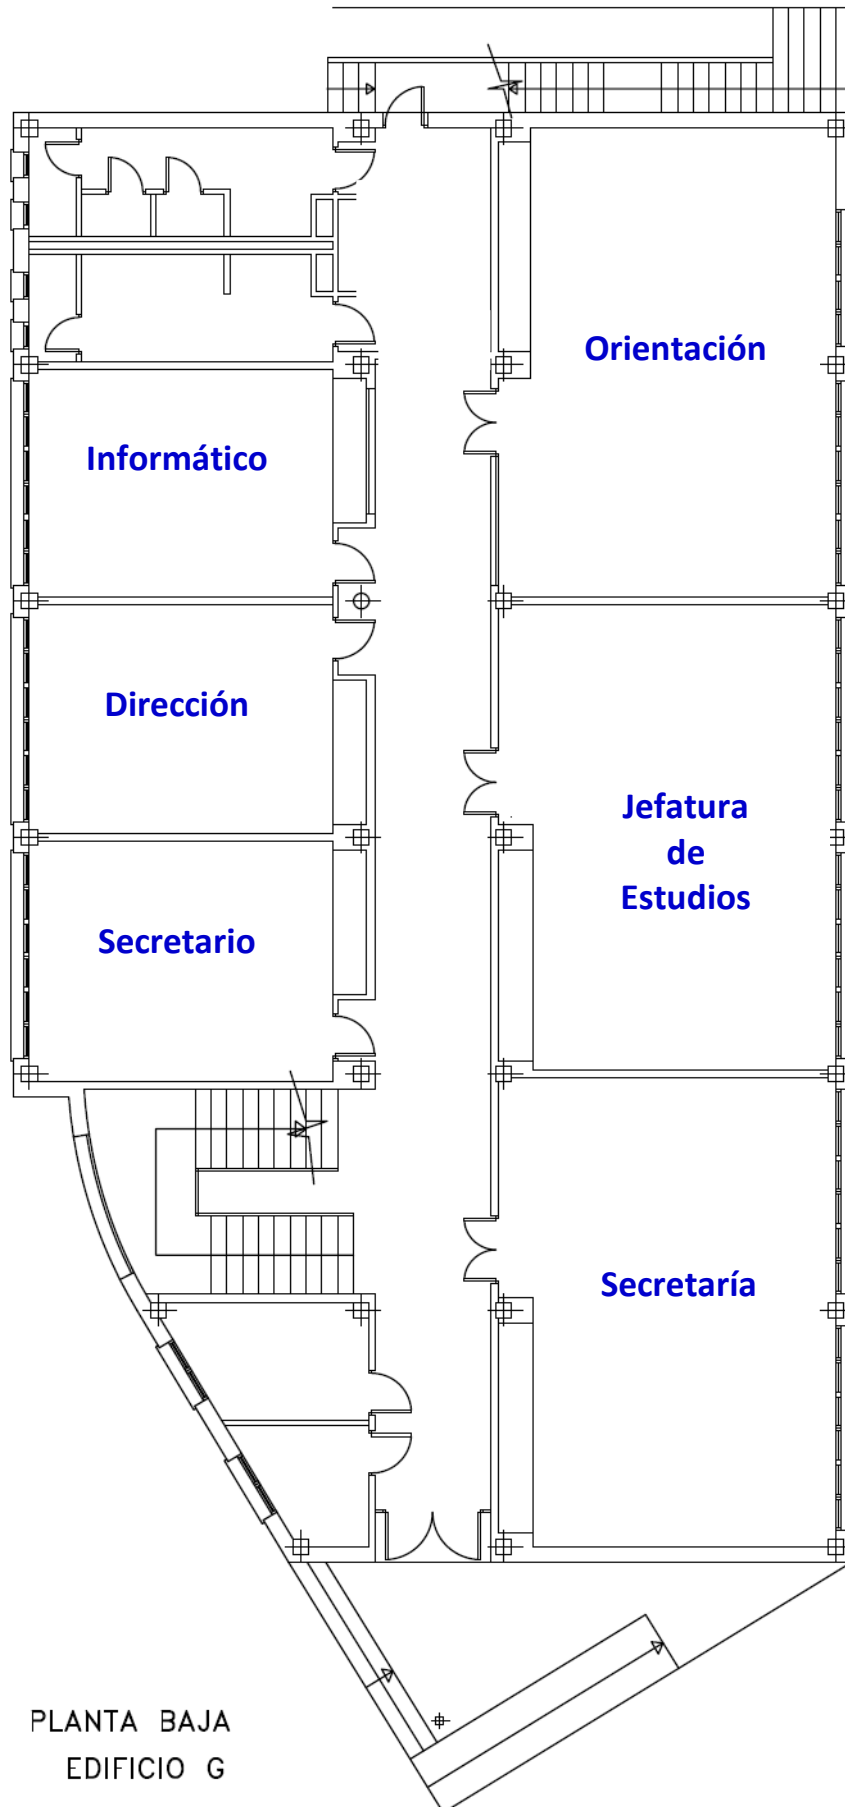 Orientación
Informático
Dirección
Jefatura
de
Estudios
Secretario
Secretaría
PLANTA BAJA
EDIFICIO G